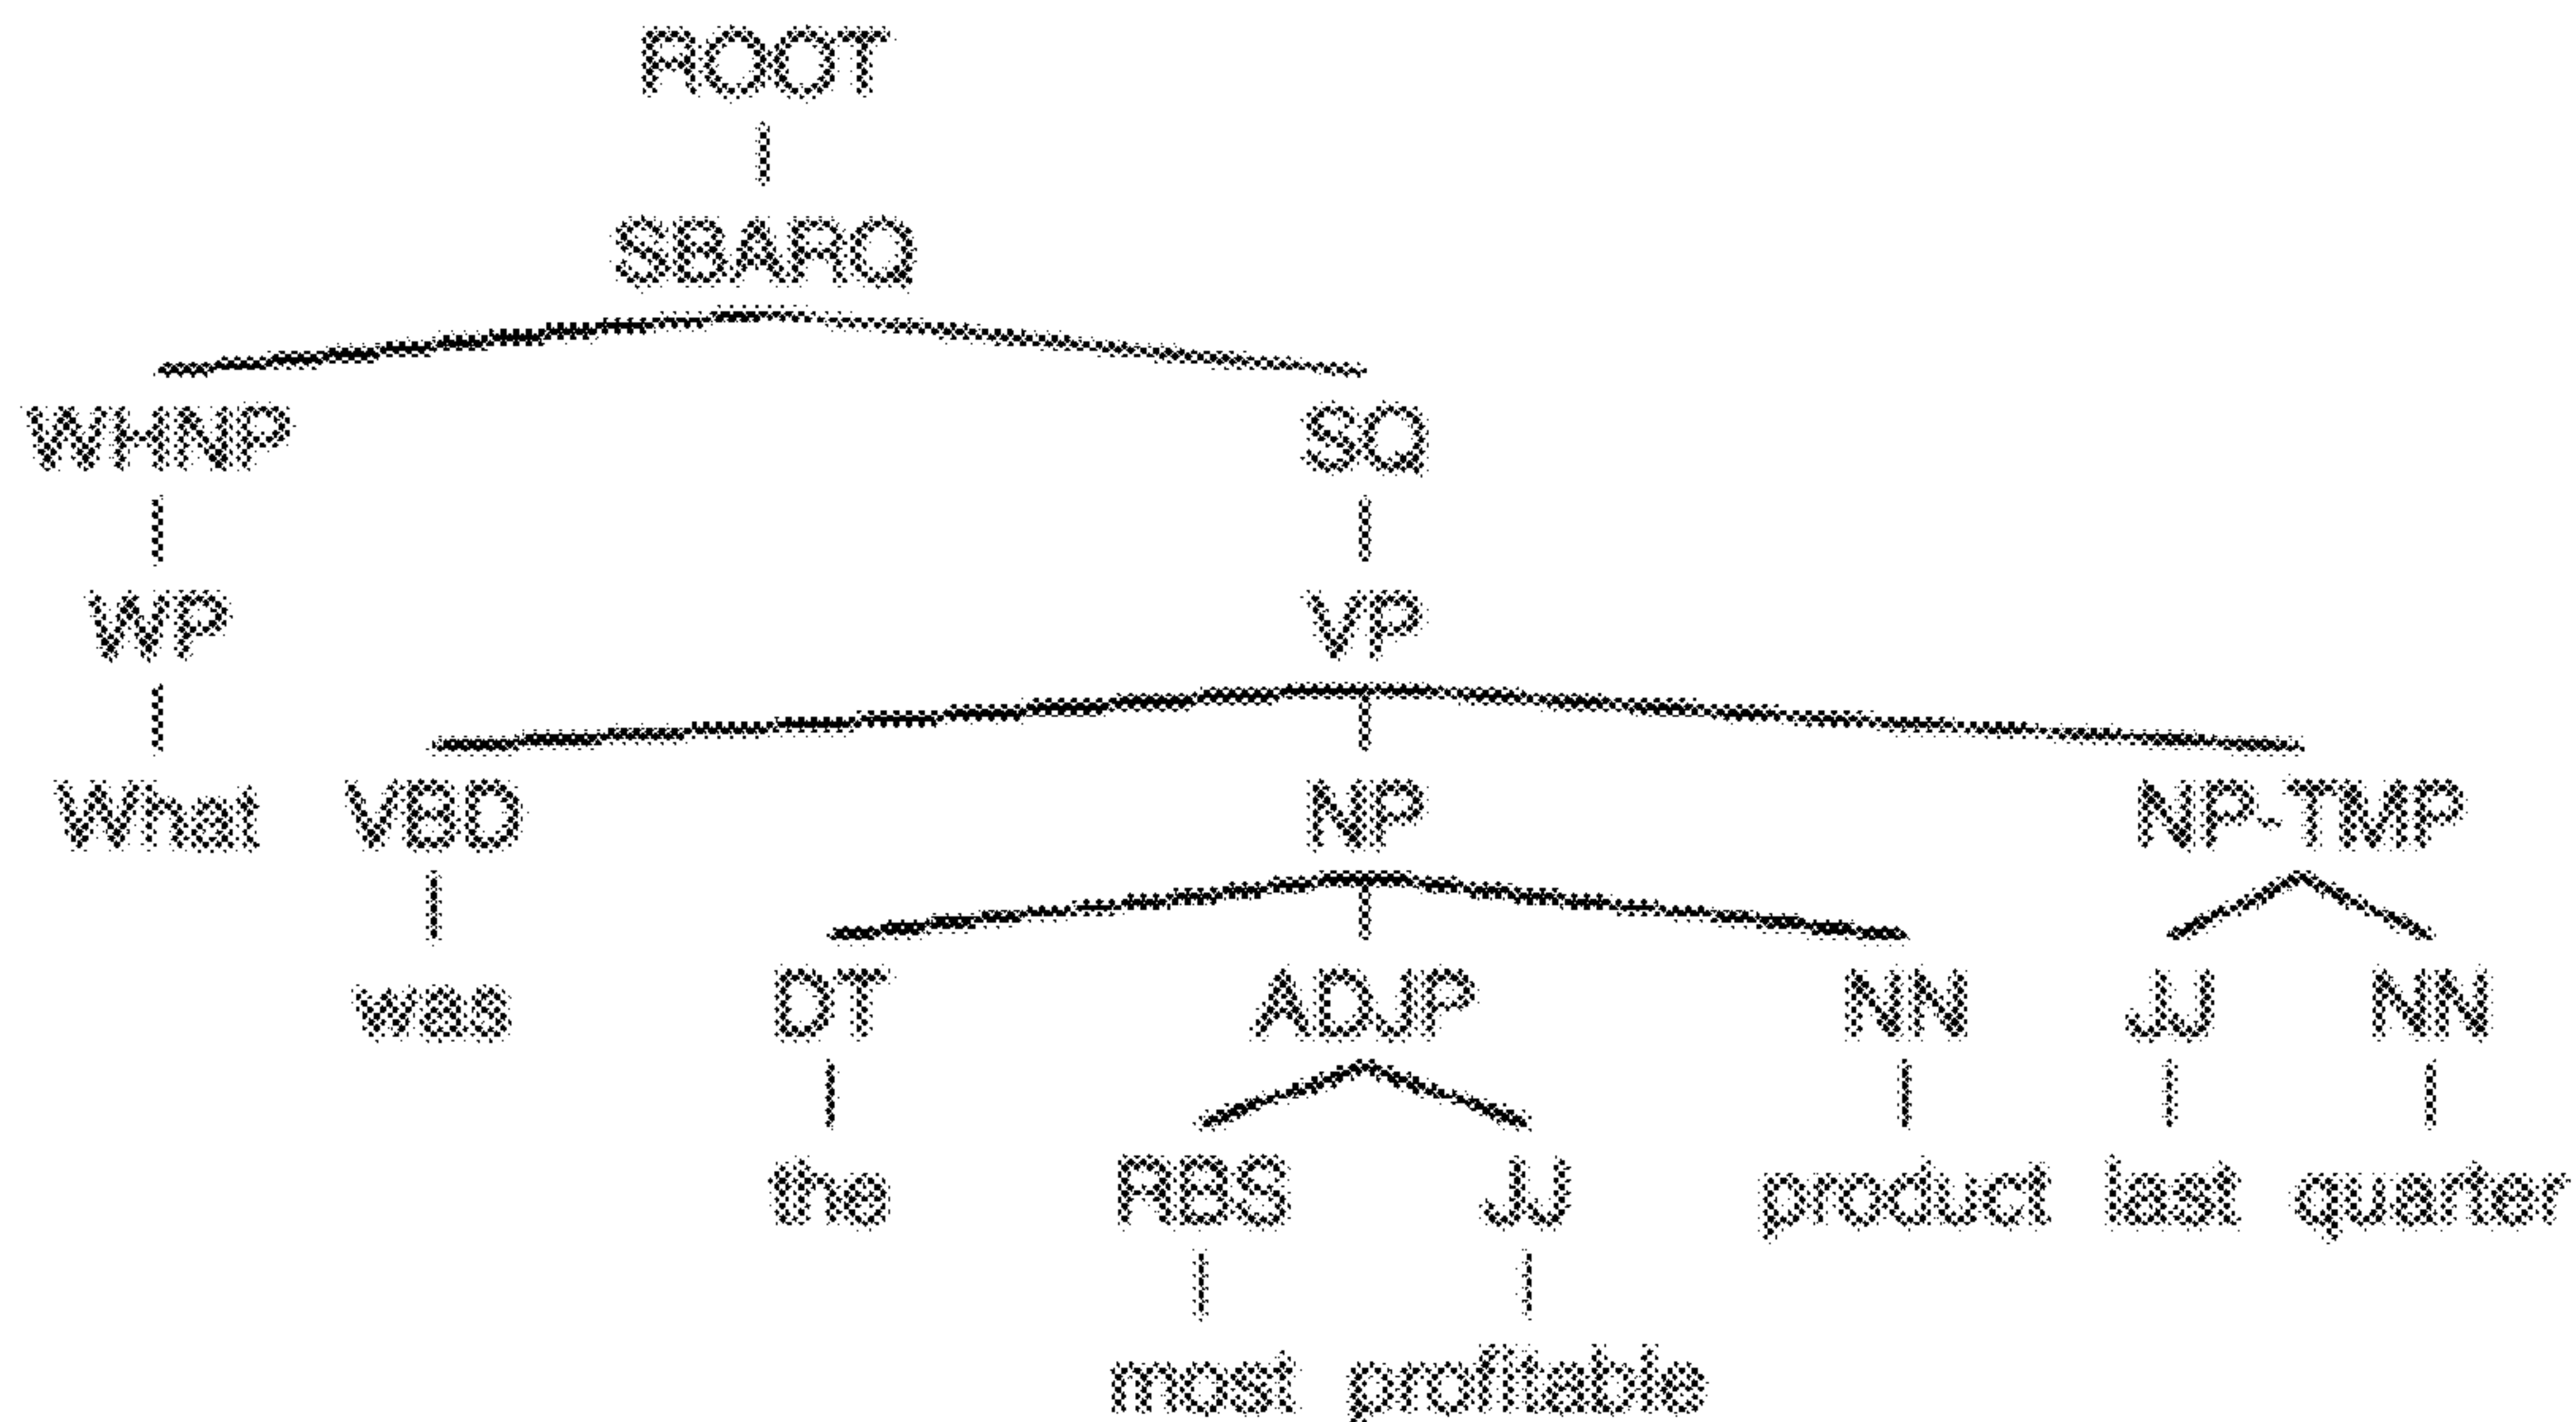 ROOT
SBARQ
WHNP SQ
WP VP
What VBD NP NP-TMP
was DT ADJP NN JJ NN
the RBS JJ product last quarter
most profitable